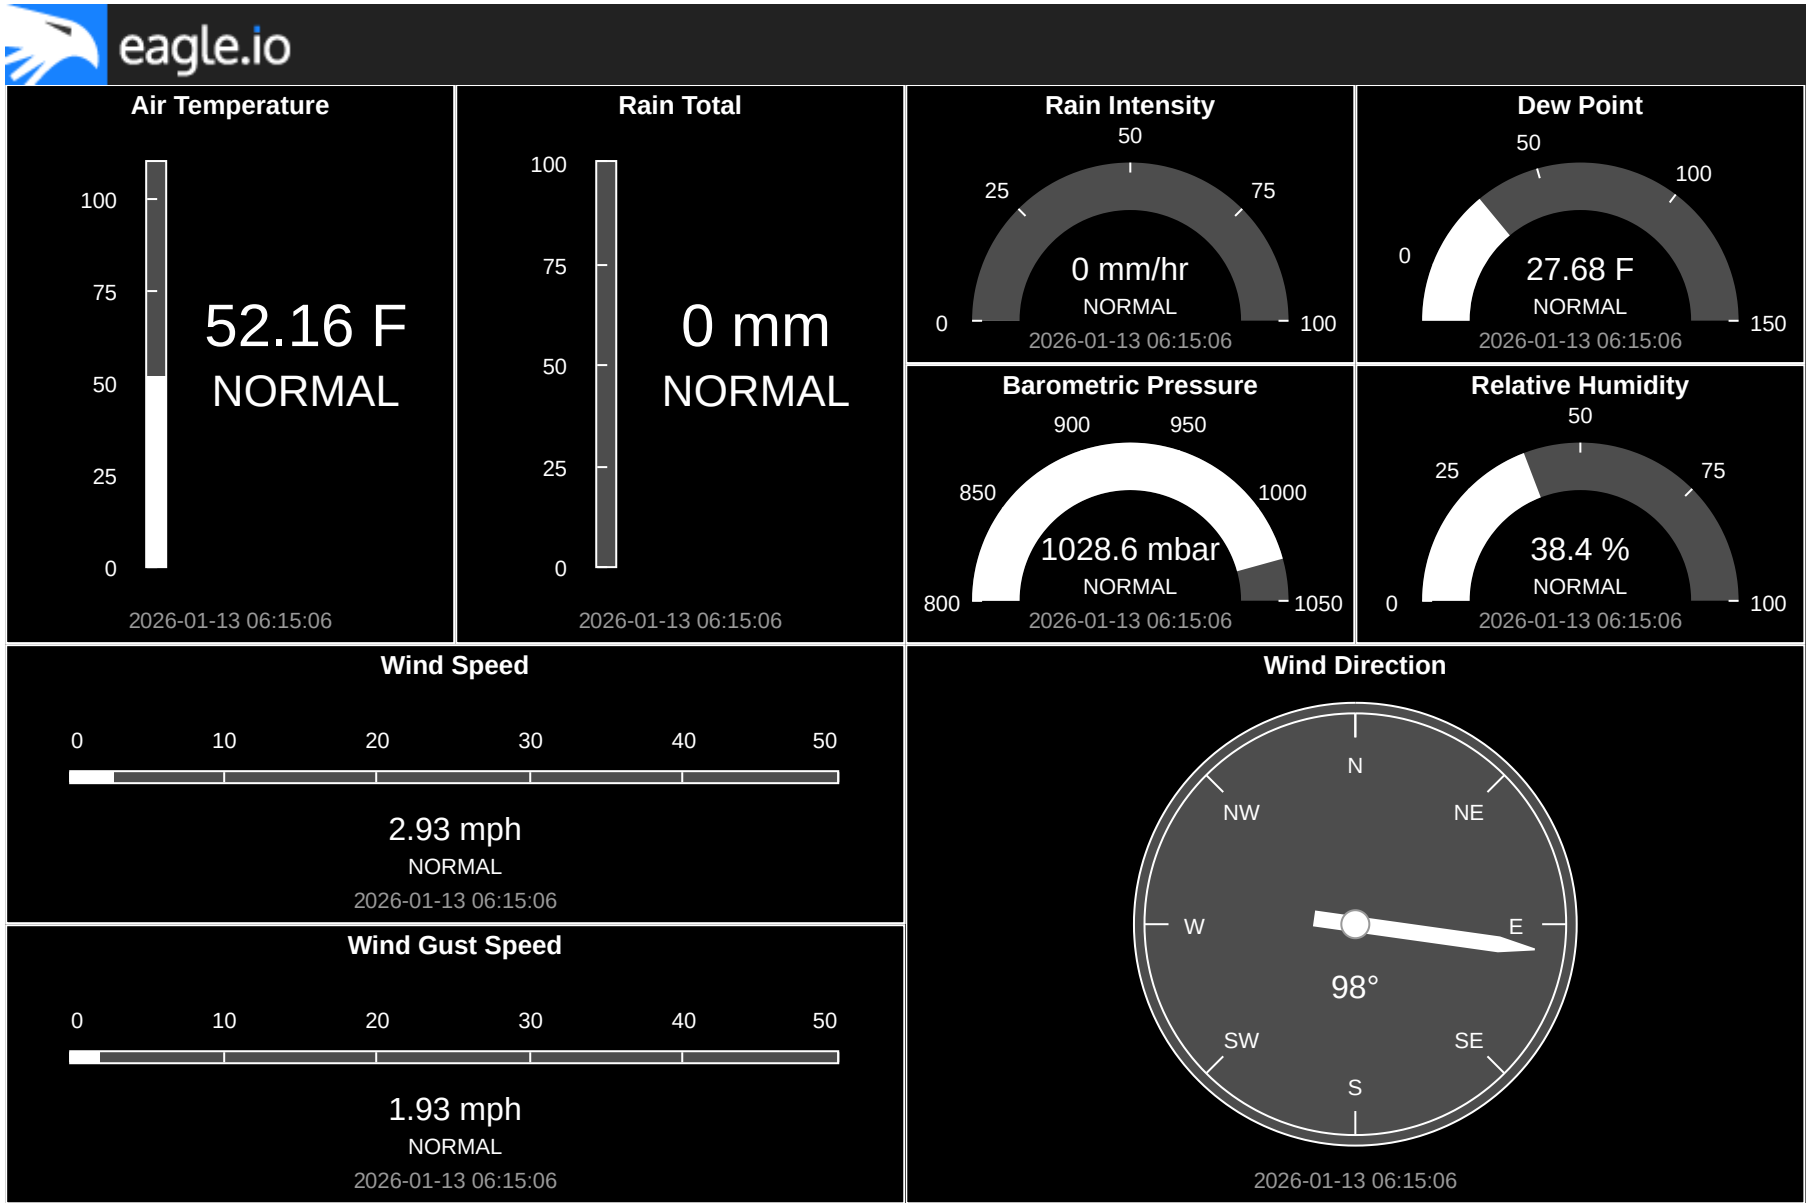 eagle.io
Air Temperature
100
75
50
25
0
52.16 F
NORMAL
2026-01-13 06:15:06
Rain Total
100
75
50
25
0
0 mm
NORMAL
2026-01-13 06:15:06
Rain Intensity
50
25
75
0
100
0 mm/hr
NORMAL
2026-01-13 06:15:06
Dew Point
50
100
0
150
27.68 F
NORMAL
2026-01-13 06:15:06
Barometric Pressure
900
950
850
1000
800
1050
1028.6 mbar
NORMAL
2026-01-13 06:15:06
Relative Humidity
50
25
75
0
100
38.4 %
NORMAL
2026-01-13 06:15:06
Wind Speed
0 10 20 30 40 50
2.93 mph
NORMAL
2026-01-13 06:15:06
Wind Gust Speed
0 10 20 30 40 50
1.93 mph
NORMAL
2026-01-13 06:15:06
Wind Direction
N
NW
NE
W
E
98°
SW
SE
S
2026-01-13 06:15:06